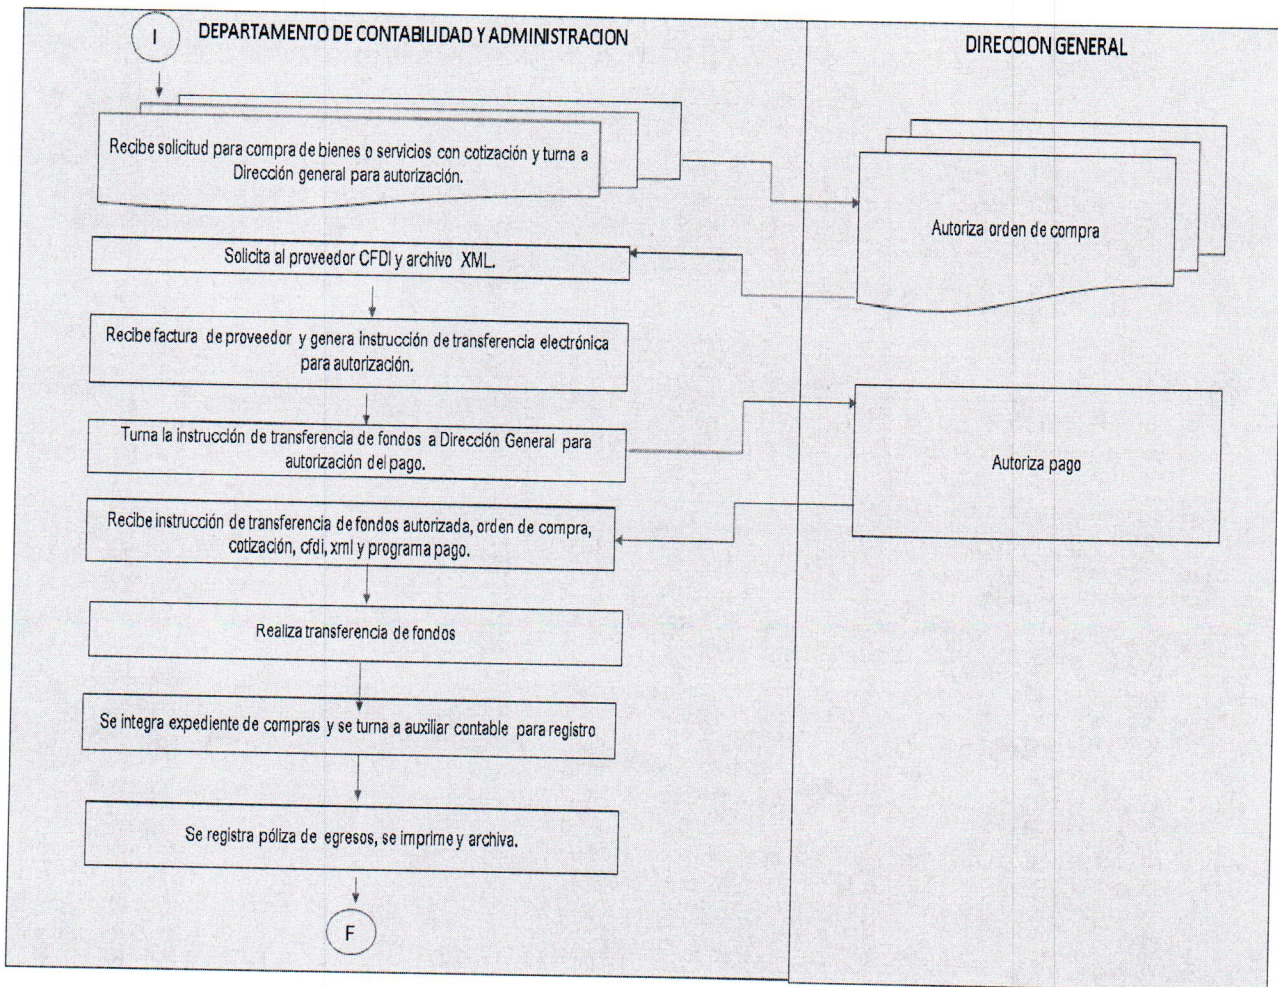 I
DEPARTAMENTO DE CONTABILIDAD Y ADMINISTRACION
DIRECCION GENERAL
Recibe solicitud para compra de bienes o servicios con cotización y turna a
Dirección general para autorización.
Autoriza orden de compra
Solicita al proveedor CFDI y archivo XML.
Recibe factura de proveedor y genera instrucción de transferencia electrónica
para autorización.
Turna la instrucción de transferencia de fondos a Dirección General para
autorización del pago.
Autoriza pago
Recibe instrucción de transferencia de fondos autorizada, orden de compra,
cotización, cfdi, xml y programa pago.
Realiza transferencia de fondos
Se integra expediente de compras y se turna a auxiliar contable para registro
Se registra póliza de egresos, se imprime y archiva.
F